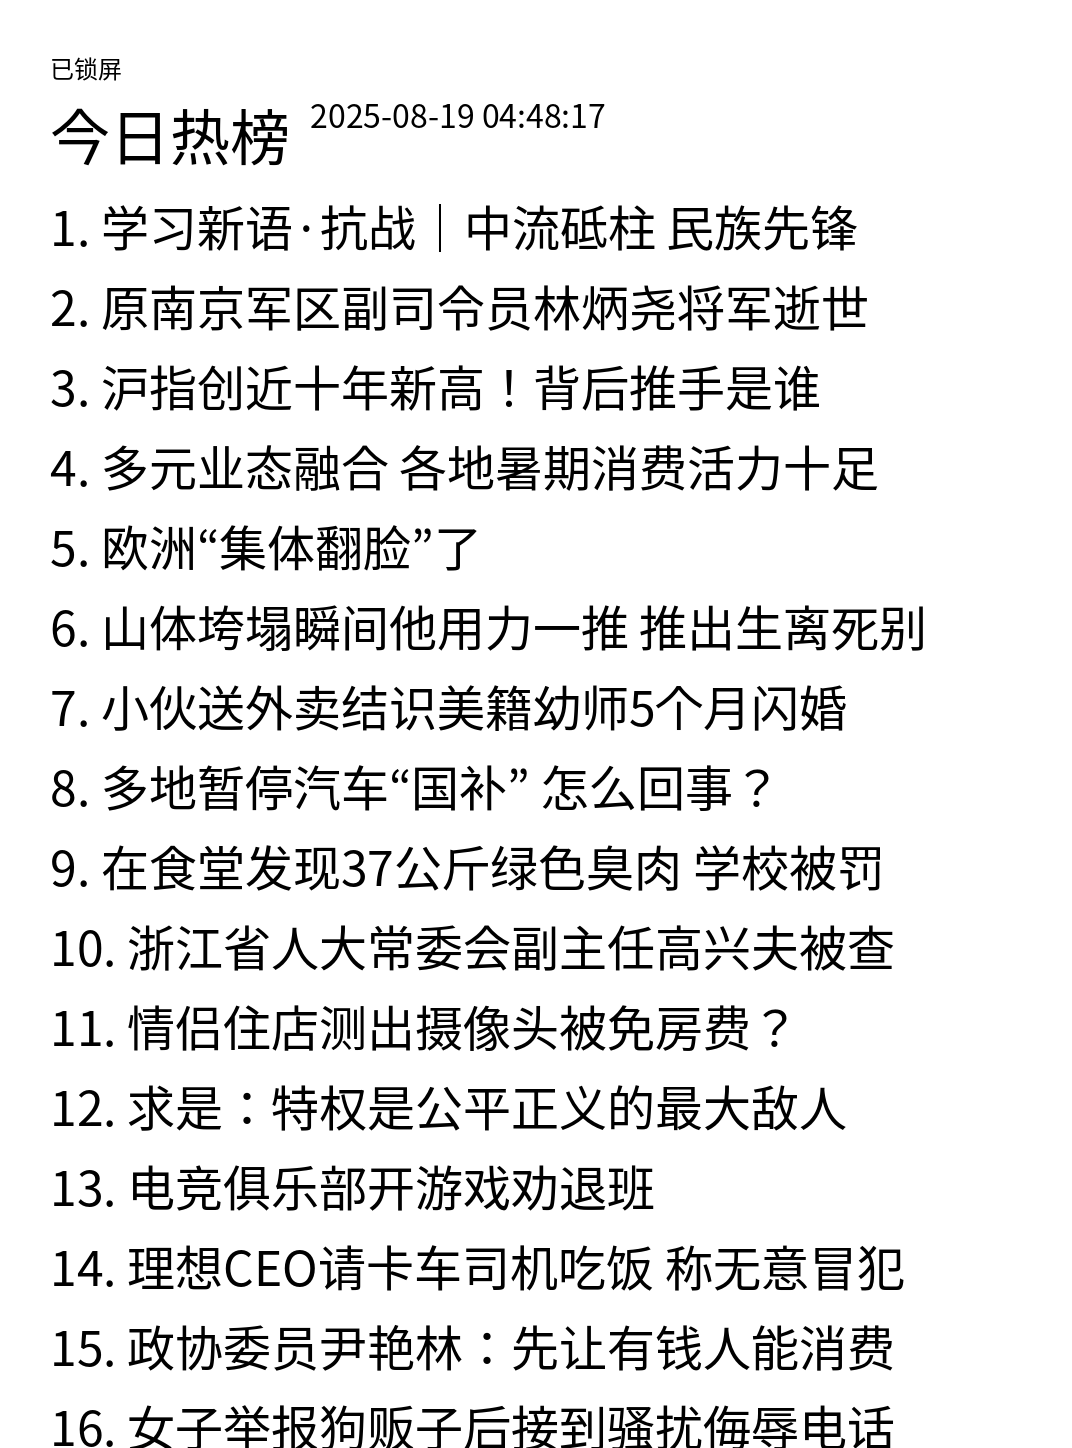 已锁屏
今日热榜 2025-08-19 04:48:17
1. 学习新语·抗战｜中流砥柱 民族先锋
2. 原南京军区副司令员林炳尧将军逝世
3. 沪指创近十年新高！背后推手是谁
4. 多元业态融合 各地暑期消费活力十足
5. 欧洲“集体翻脸”了
6. 山体垮塌瞬间他用力一推 推出生离死别
7. 小伙送外卖结识美籍幼师5个月闪婚
8. 多地暂停汽车“国补” 怎么回事？
9. 在食堂发现37公斤绿色臭肉 学校被罚
10. 浙江省人大常委会副主任高兴夫被查
11. 情侣住店测出摄像头被免房费？
12. 求是：特权是公平正义的最大敌人
13. 电竞俱乐部开游戏劝退班
14. 理想CEO请卡车司机吃饭 称无意冒犯
15. 政协委员尹艳林：先让有钱人能消费
16. 女子举报狗贩子后接到骚扰侮辱电话